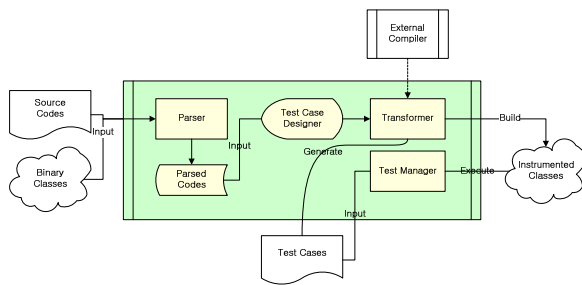 External
Compiler
Source
Codes
Input
Parser
Test Case
Designer
Transformer
Build
Input
Generate
Binary
Classes
Parsed
Codes
Test Manager
Execute
Instrumented
Classes
Input
Test Cases